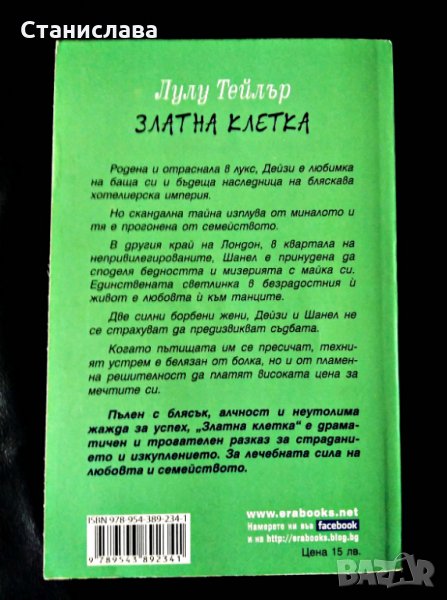 Станислава
Лулу Тейлър
ЗЛАТНА КЛЕТКА
Родена и отраснала в лукс, Дейзи е любимка
на баща си и бъдеща наследница на бляскава
хотелиерска империя.
Но скандална тайна изплува от миналото и
тя е прогонена от семейството.
В другия край на Лондон, в квартала на
непривилегированите, Шанел е принудена да
споделя бедността и мизерията с майка си.
Единствената светлинка в безрадостния ѝ
живот е любовта ѝ към танците.
Две силни борбени жени, Дейзи и Шанел не
се страхуват да предизвикат съдбата.
Когато пътищата им се пресичат, техни-
ят устрем е белязан от болка, но и от пламен-
на решителност да платят високата цена за
мечтите си.
Пълен с блясък, алчност и неутолима
жажда за успех, „Златна клетка“ е драма-
тичен и трогателен разказ за страдани-
ето и изкуплението. За лечебната сила на
любовта и семейството.
ISBN 978-954-389-234-1
9789543892341
www.erabooks.net
Намерете ни във facebook
и на http://erabooks.blog.bg
Цена 15 лв.
BAZAR